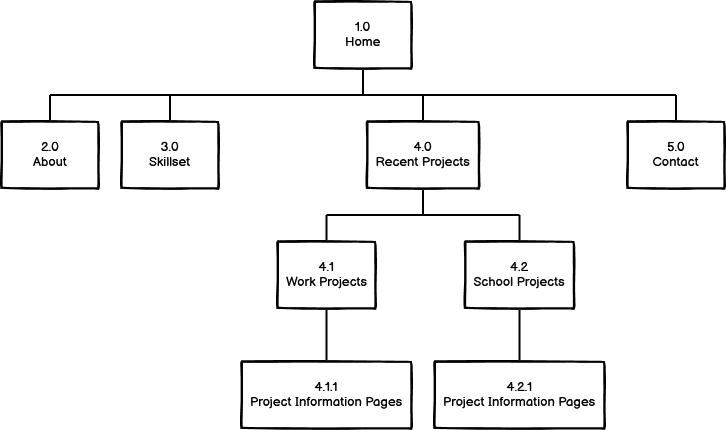 1.0
Home
2.0
About
3.0
Skillset
4.0
Recent Projects
5.0
Contact
4.1
Work Projects
4.2
School Projects
4.1.1
Project Information Pages
4.2.1
Project Information Pages